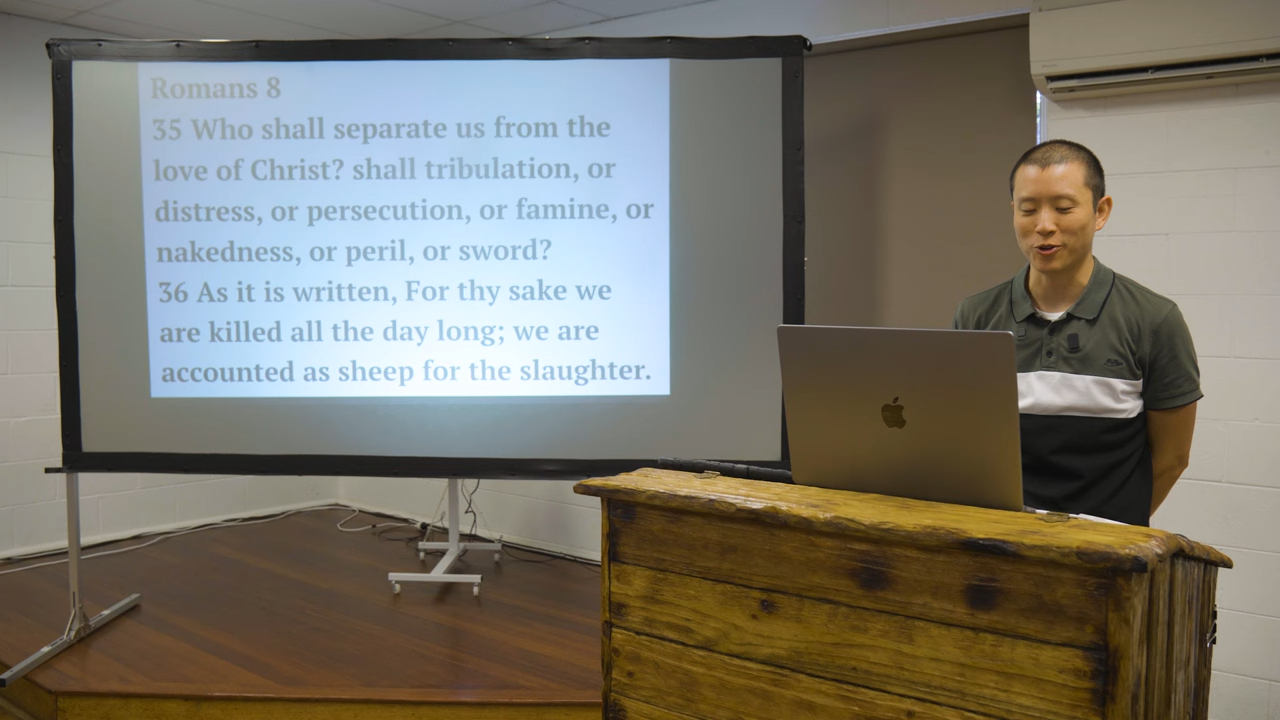 Romans 8
35 Who shall separate us from the
love of Christ? shall tribulation, or
distress, or persecution, or famine, or
nakedness, or peril, or sword?
36 As it is written, For thy sake we
are killed all the day long; we are
accounted as sheep for the slaughter.